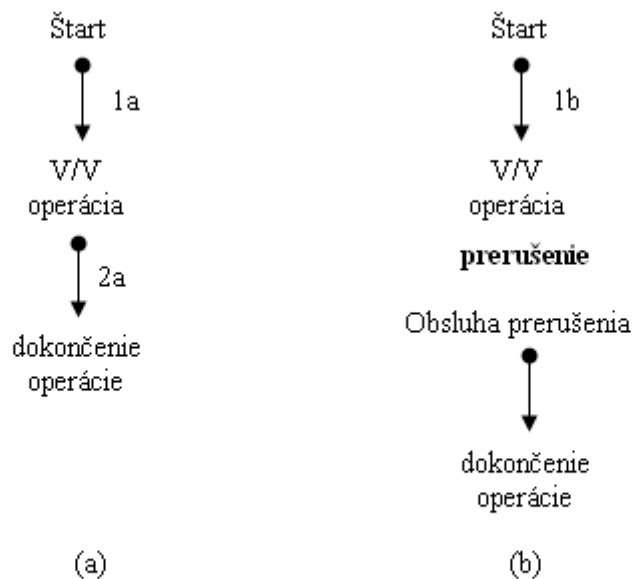 Štart
1a
V/V
operácia
2a
dokončenie
operácie
(a)
Štart
1b
V/V
operácia
prerušenie
Obsluha prerušenia
dokončenie
operácie
(b)